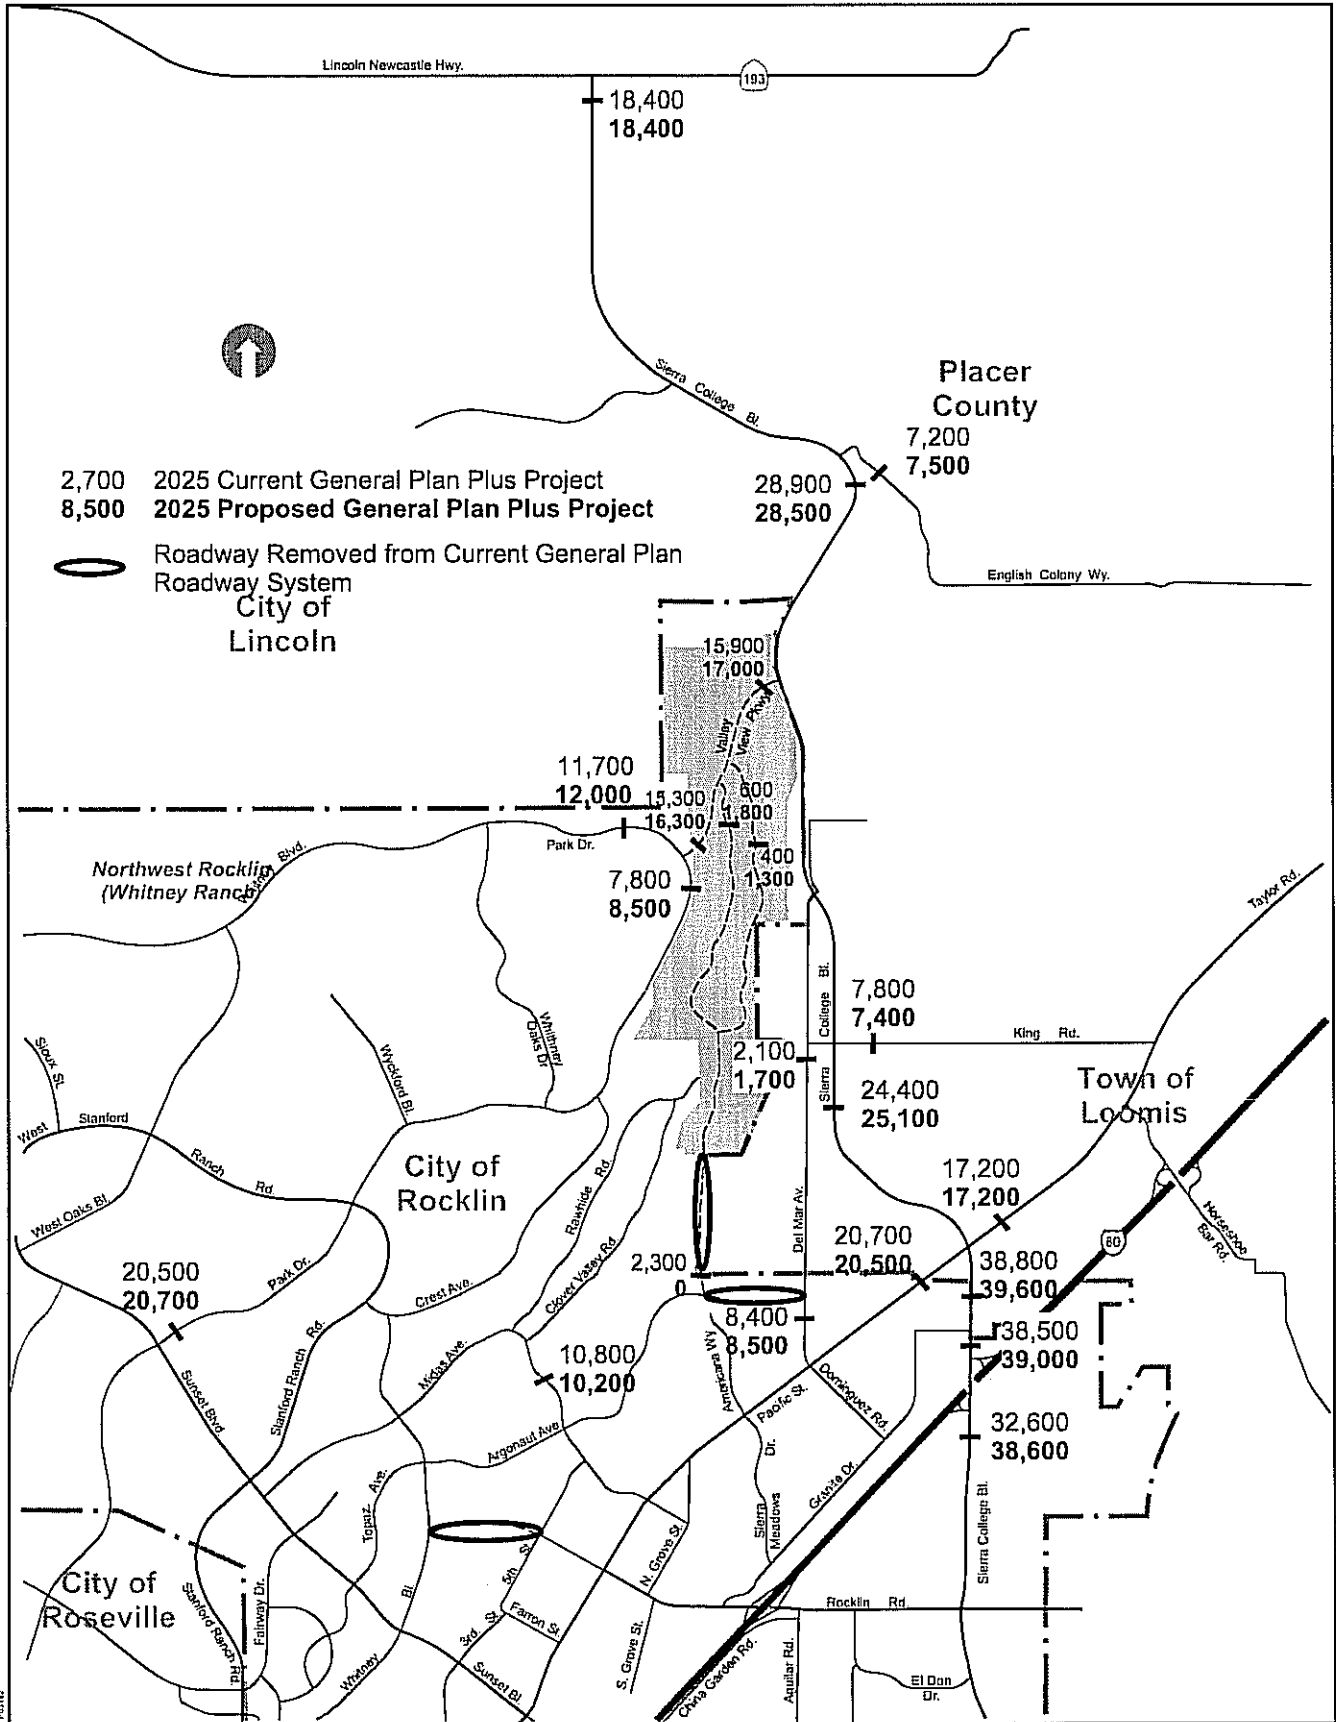 Lincoln Newcastle Hwy.
193
18,400
18,400
Sierra College Bl.
Placer
County
7,200
7,500
2,700 2025 Current General Plan Plus Project
8,500 2025 Proposed General Plan Plus Project
28,900
28,500
Roadway Removed from Current General Plan
Roadway System
English Colony Wy.
City of
Lincoln
15,900
17,000
Valley
View Pkwy
11,700
12,000
15,300
16,300
600
1,800
Park Dr.
400
1,300
Northwest Rocklin
(Whitney Ranch)
Whitney Blvd.
7,800
8,500
Taylor Rd.
College Bl.
7,800
7,400
King Rd.
Whithney
Oaks Dr
2,100
1,700
Sioux St.
Wyckford Bl.
Sierra
24,400
25,100
Town of
Loomis
West Stanford
Ranch
Rd
City of
Rocklin
Rawhide Rd.
17,200
17,200
West Oaks Bl.
Del Mar Av.
Horseshoe
Bar Rd.
Clover Valley Rd.
20,700
20,500
80
20,500
20,700
Park Dr.
2,300
0
38,800
39,600
Crest Ave.
8,400
8,500
38,500
39,000
Stanford Ranch Rd.
Midas Ave.
10,800
10,200
Americana Wy
Pacific St.
Dominguez Rd.
Sunset Blvd.
32,600
38,600
Argonaut Ave
Dr.
Topaz Ave.
Granite Dr.
Sierra
Meadows
Sierra College Bl.
N. Grove St.
5th St
City of
Roseville
Stanford Ranch Rd.
Fairway Dr.
Bl.
3rd. St.
Farron St.
Rocklin Rd.
S. Grove St.
Whitney
Sunset Bl.
China Garden Rd.
Aguilar Rd.
El Don
Dr.